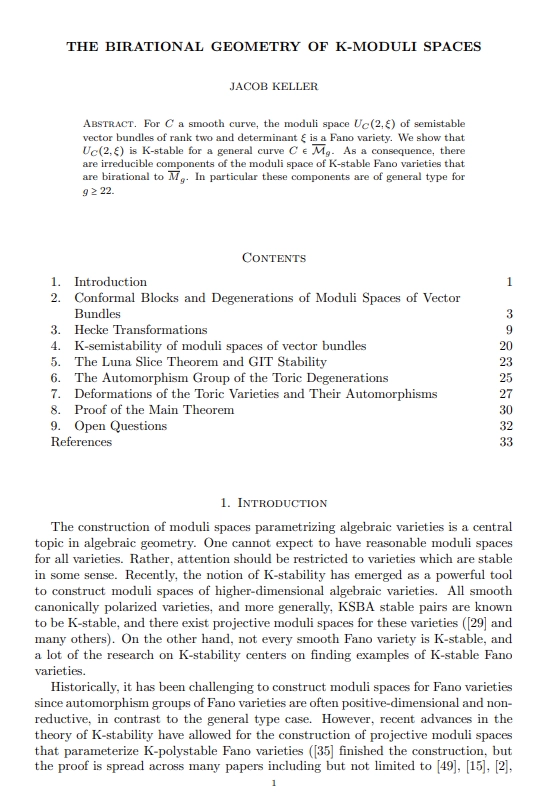 THE BIRATIONAL GEOMETRY OF K-MODULI SPACES
JACOB KELLER
Abstract. For C a smooth curve, the moduli space U_C(2, ξ) of semistable
vector bundles of rank two and determinant ξ is a Fano variety. We show that
U_C(2, ξ) is K-stable for a general curve C ∈ \overline{M}_g. As a consequence, there
are irreducible components of the moduli space of K-stable Fano varieties that
are birational to \overline{M}_g. In particular these components are of general type for
g ≥ 22.
Contents
1. Introduction 1
2. Conformal Blocks and Degenerations of Moduli Spaces of Vector
Bundles 3
3. Hecke Transformations 9
4. K-semistability of moduli spaces of vector bundles 20
5. The Luna Slice Theorem and GIT Stability 23
6. The Automorphism Group of the Toric Degenerations 25
7. Deformations of the Toric Varieties and Their Automorphisms 27
8. Proof of the Main Theorem 30
9. Open Questions 32
References 33
1. Introduction
The construction of moduli spaces parametrizing algebraic varieties is a central
topic in algebraic geometry. One cannot expect to have reasonable moduli spaces
for all varieties. Rather, attention should be restricted to varieties which are stable
in some sense. Recently, the notion of K-stability has emerged as a powerful tool
to construct moduli spaces of higher-dimensional algebraic varieties. All smooth
canonically polarized varieties, and more generally, KSBA stable pairs are known
to be K-stable, and there exist projective moduli spaces for these varieties ([29] and
many others). On the other hand, not every smooth Fano variety is K-stable, and
a lot of the research on K-stability centers on finding examples of K-stable Fano
varieties.
Historically, it has been challenging to construct moduli spaces for Fano varieties
since automorphism groups of Fano varieties are often positive-dimensional and non-
reductive, in contrast to the general type case. However, recent advances in the
theory of K-stability have allowed for the construction of projective moduli spaces
that parameterize K-polystable Fano varieties ([35] finished the construction, but
the proof is spread across many papers including but not limited to [49], [15], [2],
1